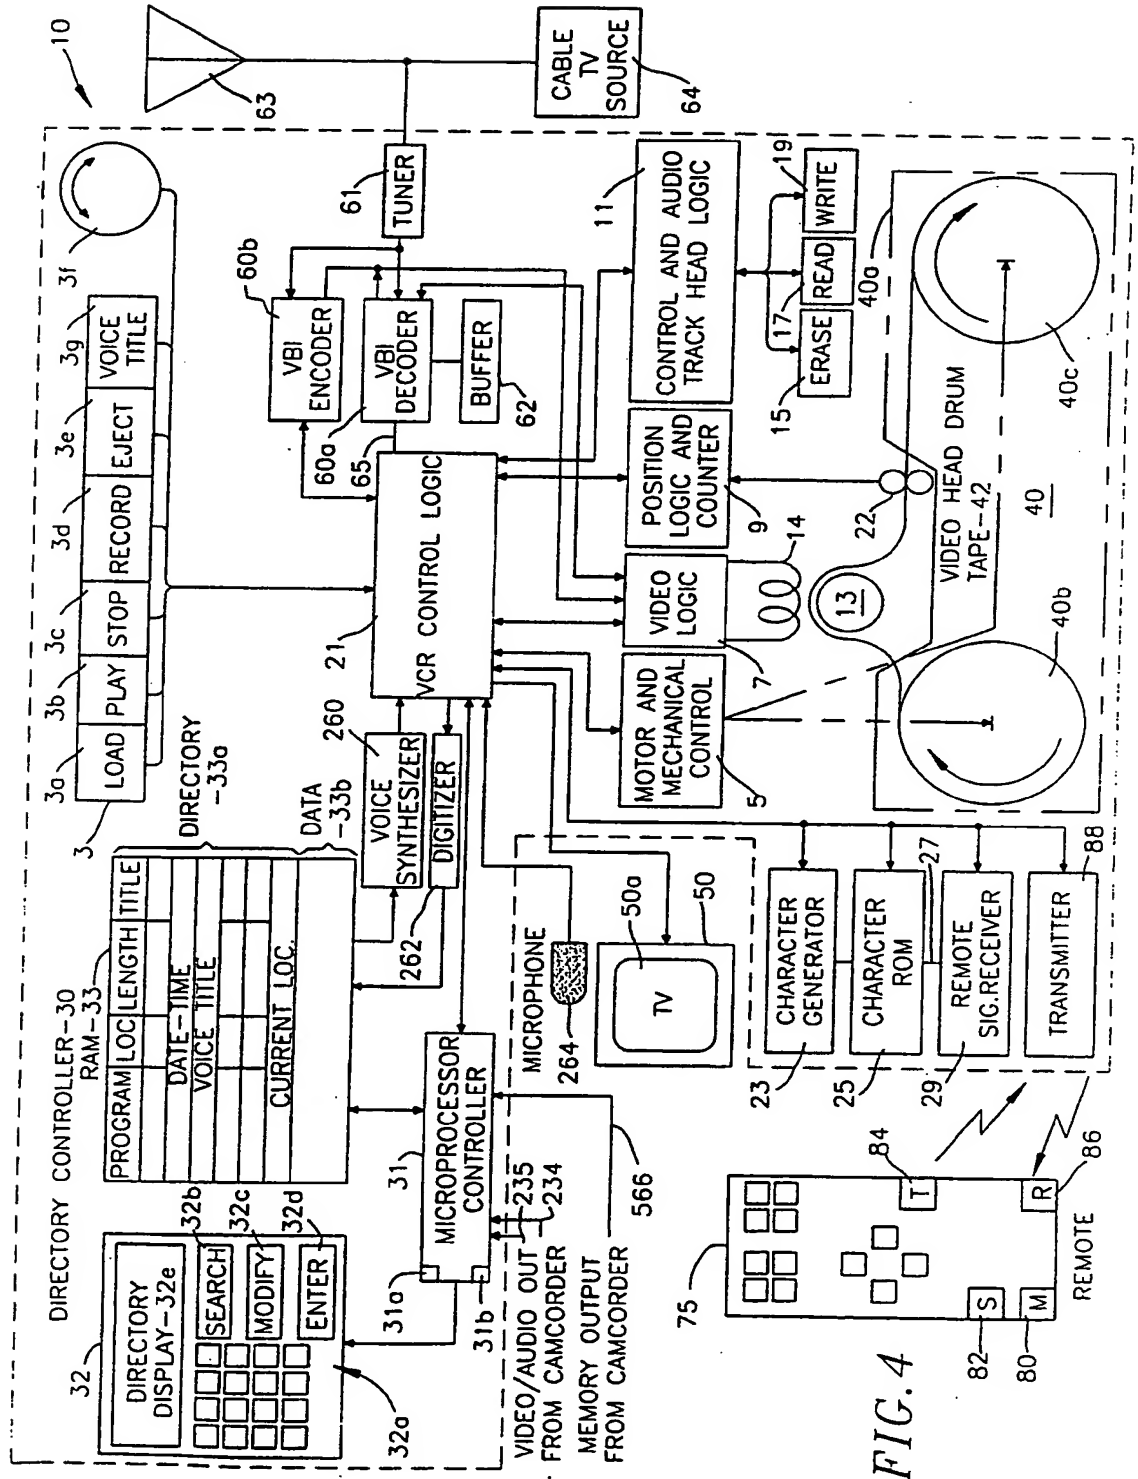 10
63
CABLE
TV
SOURCE
64
3f
3
3a
3b
3c
3d
3e
3g
LOAD
PLAY
STOP
RECORD
EJECT
VOICE
TITLE
61
TUNER
60b
VBI
ENCODER
60a
VBI
DECODER
BUFFER
62
65
21
VCR CONTROL LOGIC
DIRECTORY CONTROLLER-30
RAM-33
PROGRAM
LOC.
LENGTH
TITLE
DATE-TIME
VOICE TITLE
CURRENT LOC.
DIRECTORY
-33a
DATA
-33b
260
VOICE
SYNTHESIZER
DIGITIZER
262
32
DIRECTORY
DISPLAY-32e
SEARCH
32b
MODIFY
32c
ENTER
32d
32a
31
MICROPROCESSOR
CONTROLLER
31a
31b
235
234
566
VIDEO/AUDIO OUT
FROM CAMCORDER
MEMORY OUTPUT
FROM CAMCORDER
MICROPHONE
264
TV
50a
50
11
CONTROL AND AUDIO
TRACK HEAD LOGIC
POSITION
LOGIC AND
COUNTER
9
VIDEO
LOGIC
7
MOTOR AND
MECHANICAL
CONTROL
5
14
13
22
15
ERASE
17
READ
19
WRITE
40a
40b
40c
40
VIDEO HEAD DRUM
TAPE-42
CHARACTER
GENERATOR
23
CHARACTER
ROM
25
27
REMOTE
SIG.RECEIVER
29
TRANSMITTER
88
75
T
84
R
86
S
82
M
80
REMOTE
FIG. 4